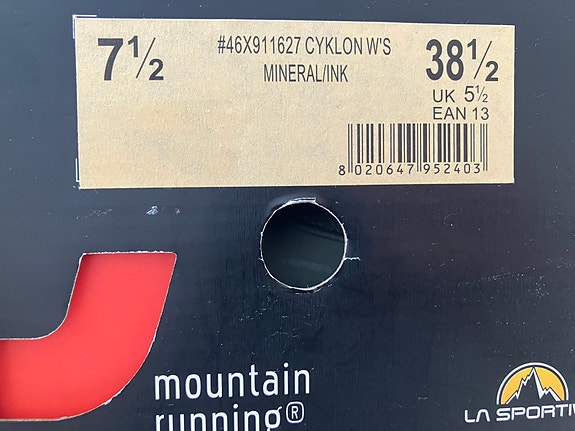 7½
#46X911627 CYKLON W'S
MINERAL/INK
38½
UK 5½
EAN 13
8 020647 952403
mountain
running®
LA SPORTIV